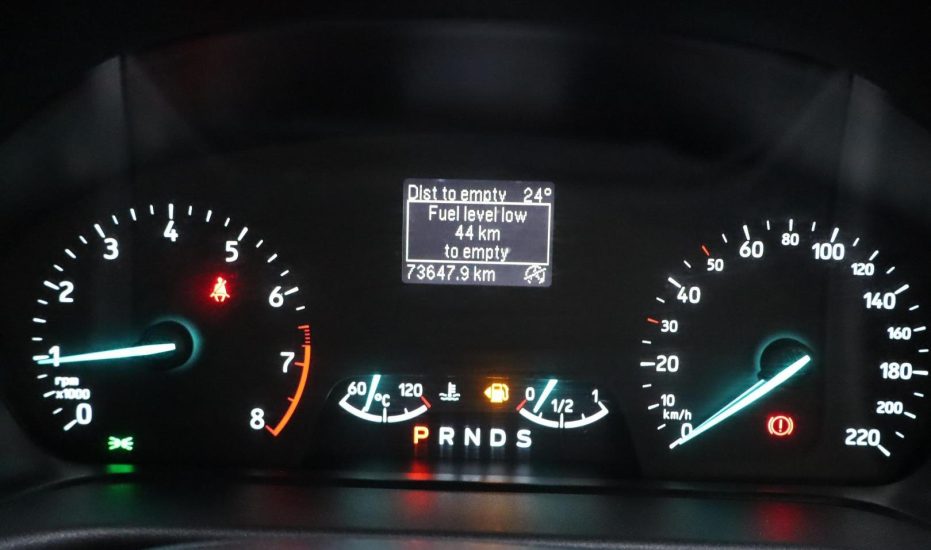 Dist to empty 24°
Fuel level low
44 km
to empty
73647.9 km
0
1
2
3
4
5
6
7
8
rpm
x1000
60
°C
120
0
1/2
1
P R N D S
0
10
20
30
40
50
60
80
100
120
140
160
180
200
220
km/h